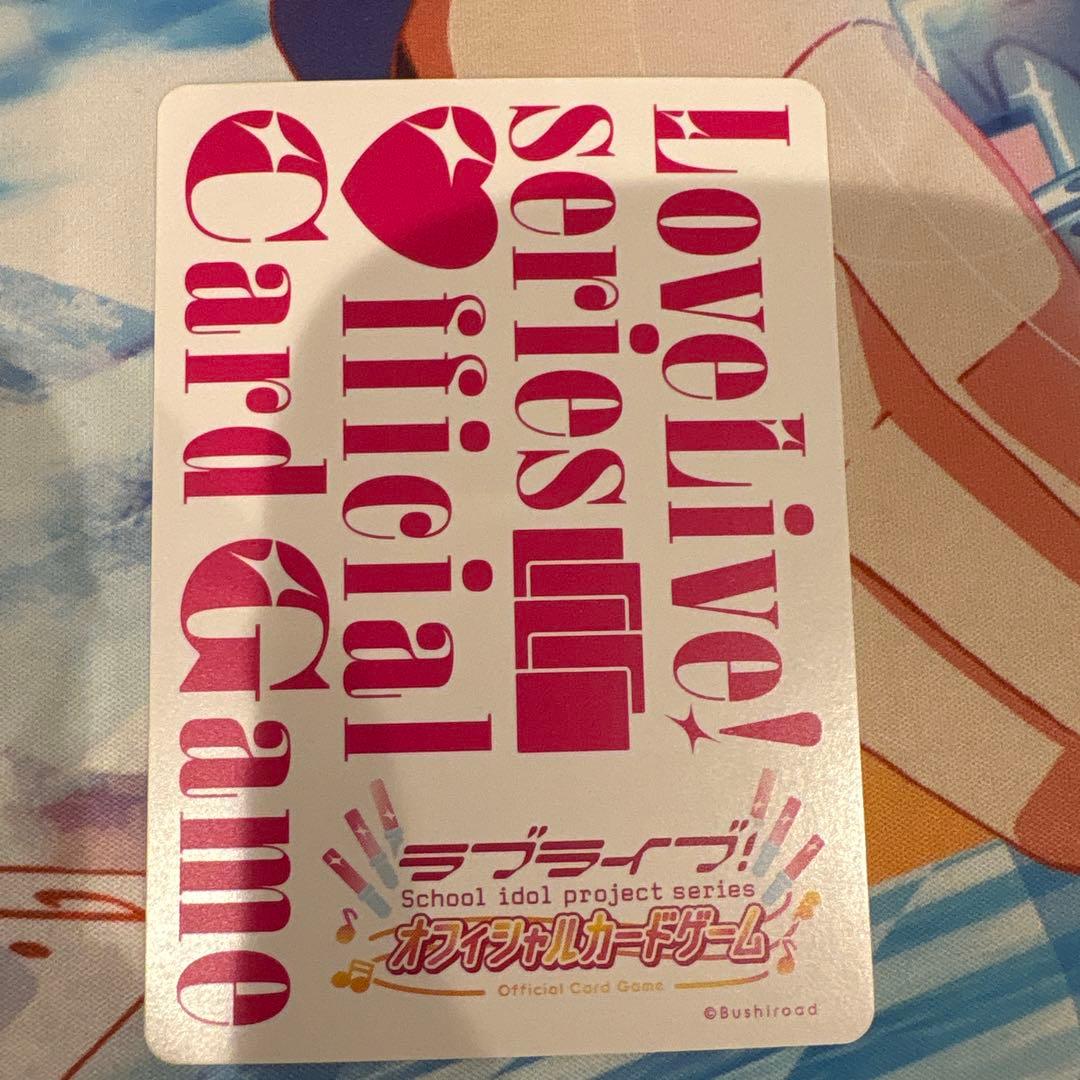 LoveLive!
series
Official
Card Game
ラブライブ!
School idol project series
オフィシャルカードゲーム
Official Card Game
©Bushiroad